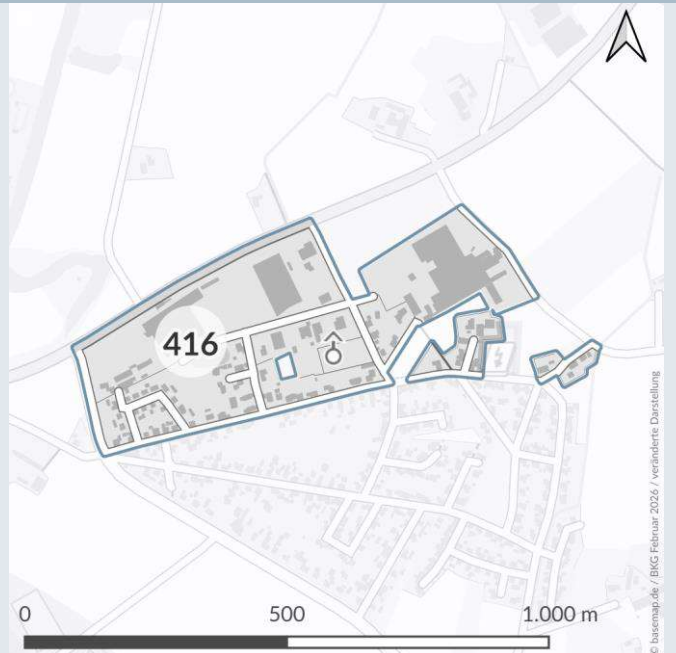 416
0 500 1.000 m
© basemap.de / BKG Februar 2026 / veränderte Darstellung